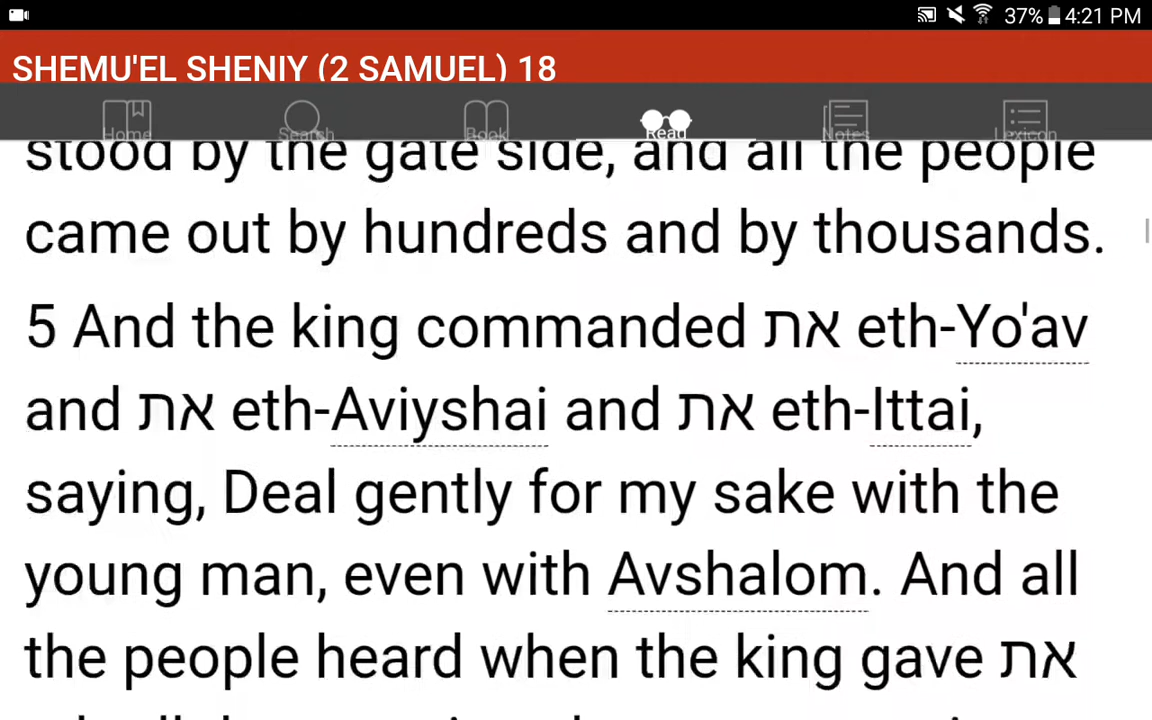 37% 4:21 PM
SHEMU'EL SHENIY (2 SAMUEL) 18
Home Search Book Read Notes Lexicon
stood by the gate side, and all the people
came out by hundreds and by thousands.
5 And the king commanded את eth-Yo'av
and את eth-Aviyshai and את eth-Ittai,
saying, Deal gently for my sake with the
young man, even with Avshalom. And all
the people heard when the king gave את